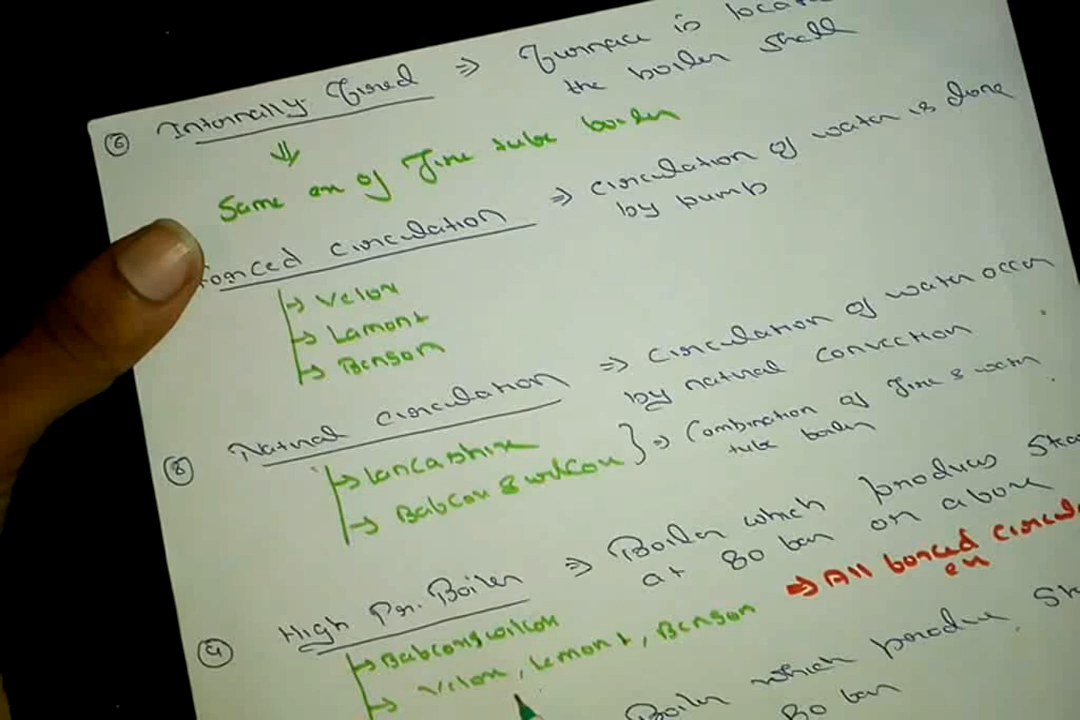 ⑥ Internally Fired ⇒ Furnace is
the boiler shell
Same ex of Fire tube boiler
Forced circulation ⇒ circulation of water is done
by pump
→ Velox
→ Lamont
→ Benson
⑧ Natural circulation ⇒ circulation of water occur
by natural convection
→ Lancashire
→ Babcox & wilcox } ⇒ Combination of Fire & water
tube boiler
⑨ High Pr. Boiler ⇒ Boiler which produces
at 80 bar or above
→ Babcox & wilcox
→ Velox, Lemont, Benson ⇒ All forced
ex
Boiler which produce
80 bar